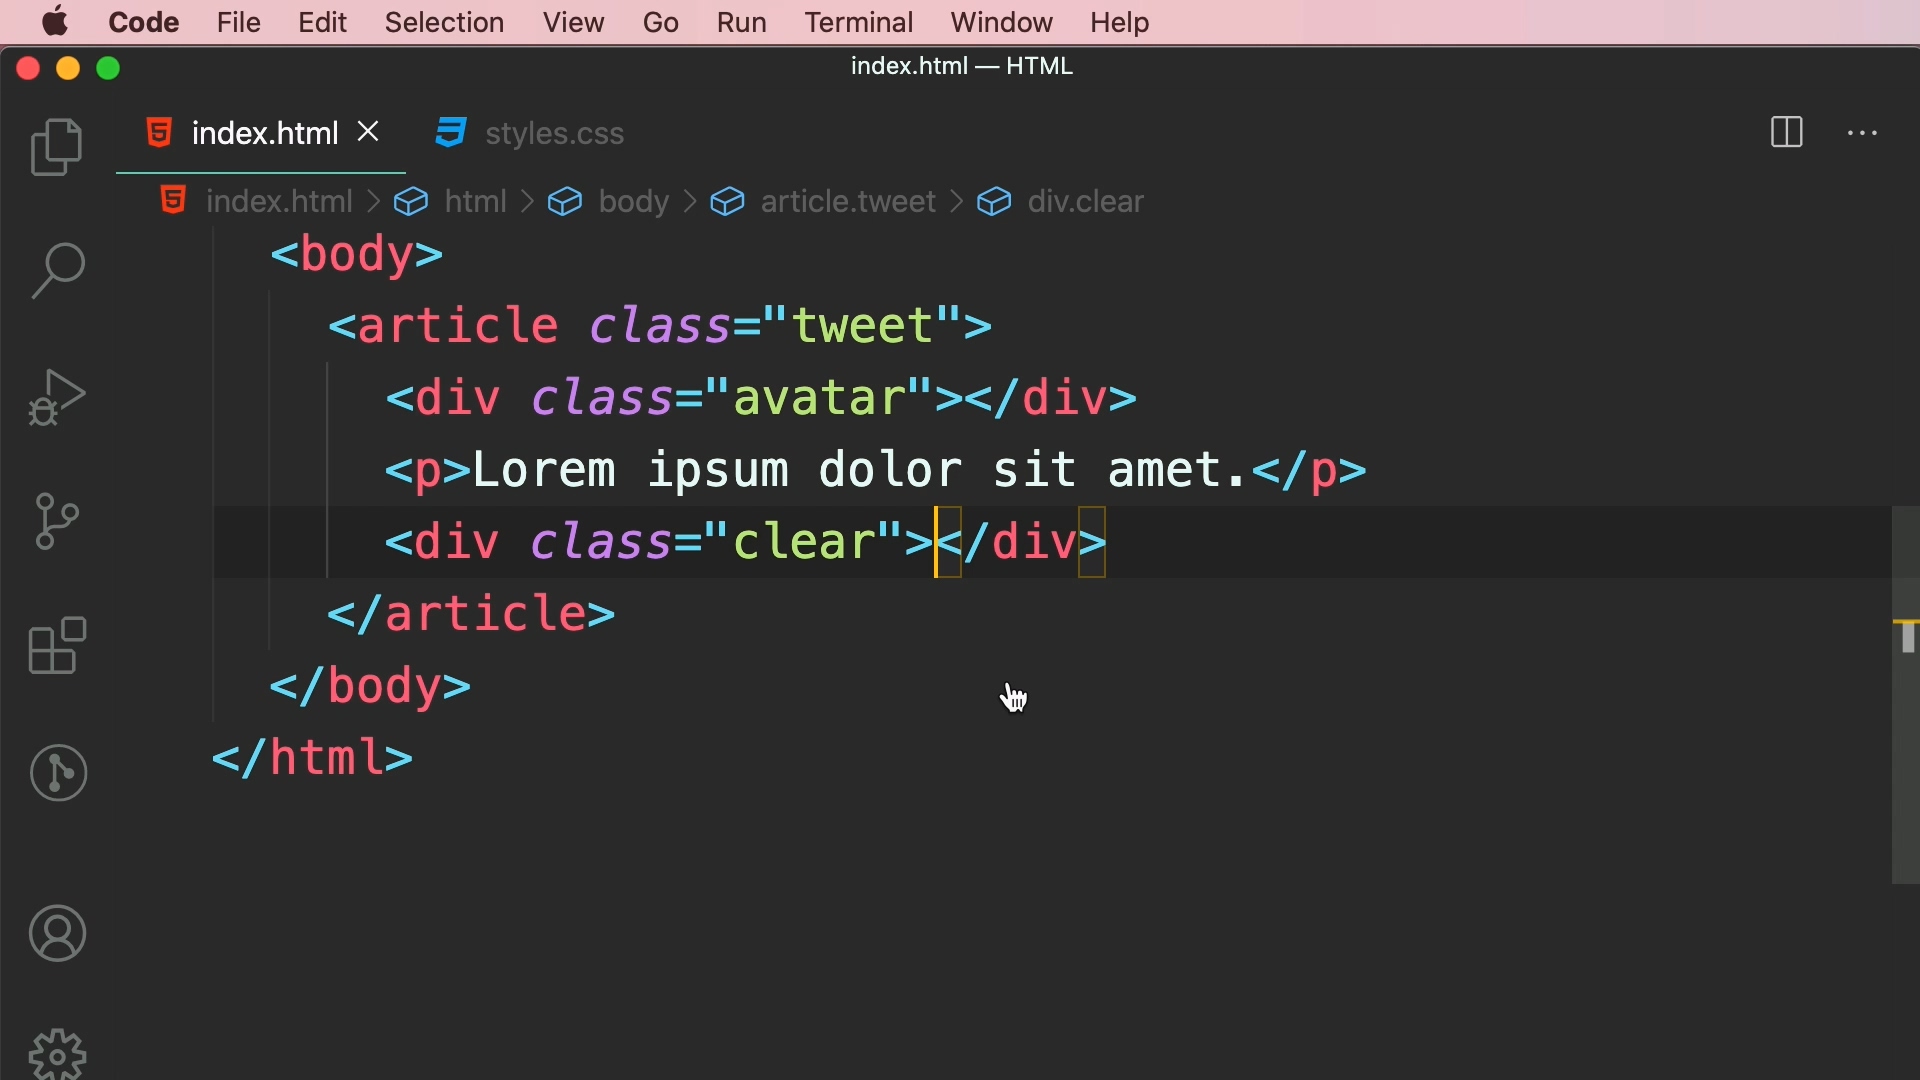 Code File Edit Selection View Go Run Terminal Window Help
index.html — HTML
index.html styles.css
index.html > html > body > article.tweet > div.clear
<body>
<article class="tweet">
<div class="avatar"></div>
<p>Lorem ipsum dolor sit amet.</p>
<div class="clear"></div>
</article>
</body>
</html>